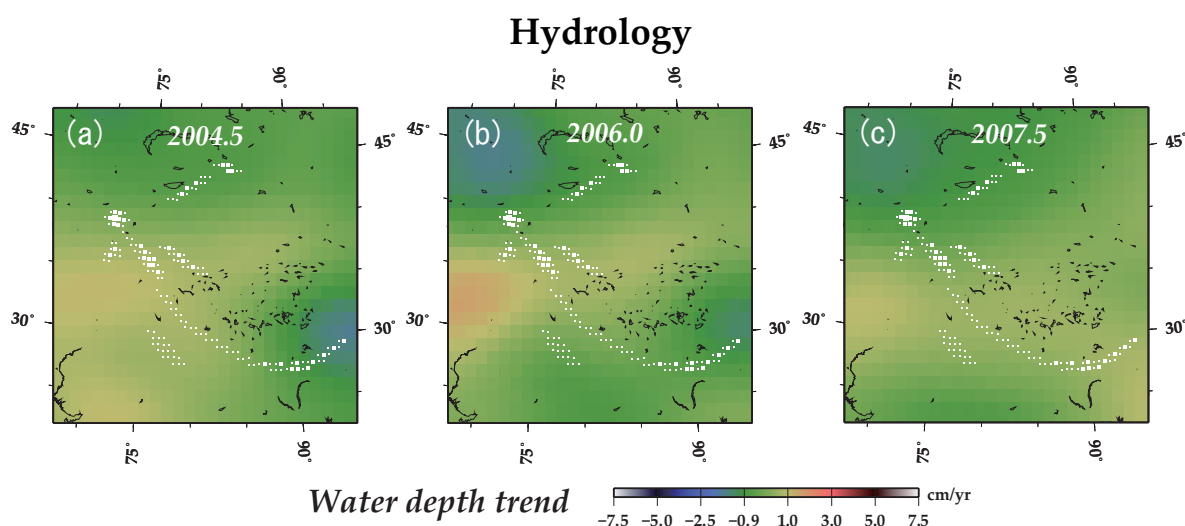 Hydrology
75° 90° 75° 90° 75° 90°
45° (a) 2004.5 45° 45° (b) 2006.0 45° (c) 2007.5 45°
30° 30° 30° 30° 30°
75° 90° 75° 90° 75° 90°
Water depth trend
cm/yr
−7.5 −5.0 −2.5 −0.9 1.0 3.0 5.0 7.5